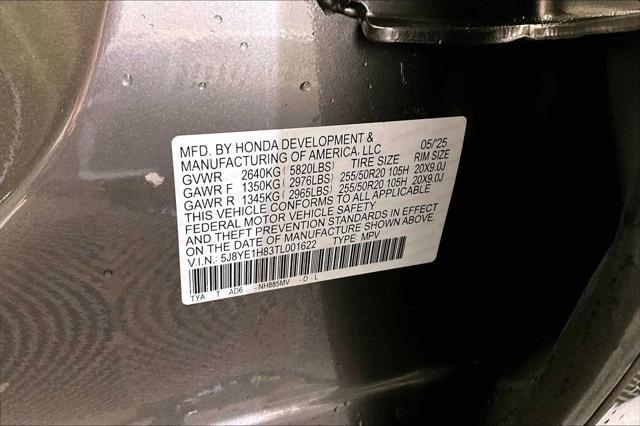 MFD. BY HONDA DEVELOPMENT & 05/'25
MANUFACTURING OF AMERICA, LLC
TIRE SIZE RIM SIZE
GVWR 2640KG ( 5820LBS)
GAWR F 1350KG ( 2976LBS) 255/50R20 105H 20X9.0J
GAWR R 1345KG ( 2965LBS) 255/50R20 105H 20X9.0J
THIS VEHICLE CONFORMS TO ALL APPLICABLE
FEDERAL MOTOR VEHICLE SAFETY
AND THEFT PREVENTION STANDARDS IN EFFECT
ON THE DATE OF MANUFACTURE SHOWN ABOVE.
V.I.N.: 5J8YE1H83TL001622 TYPE: MPV
TYA T AD6 - NH885MV - D - L